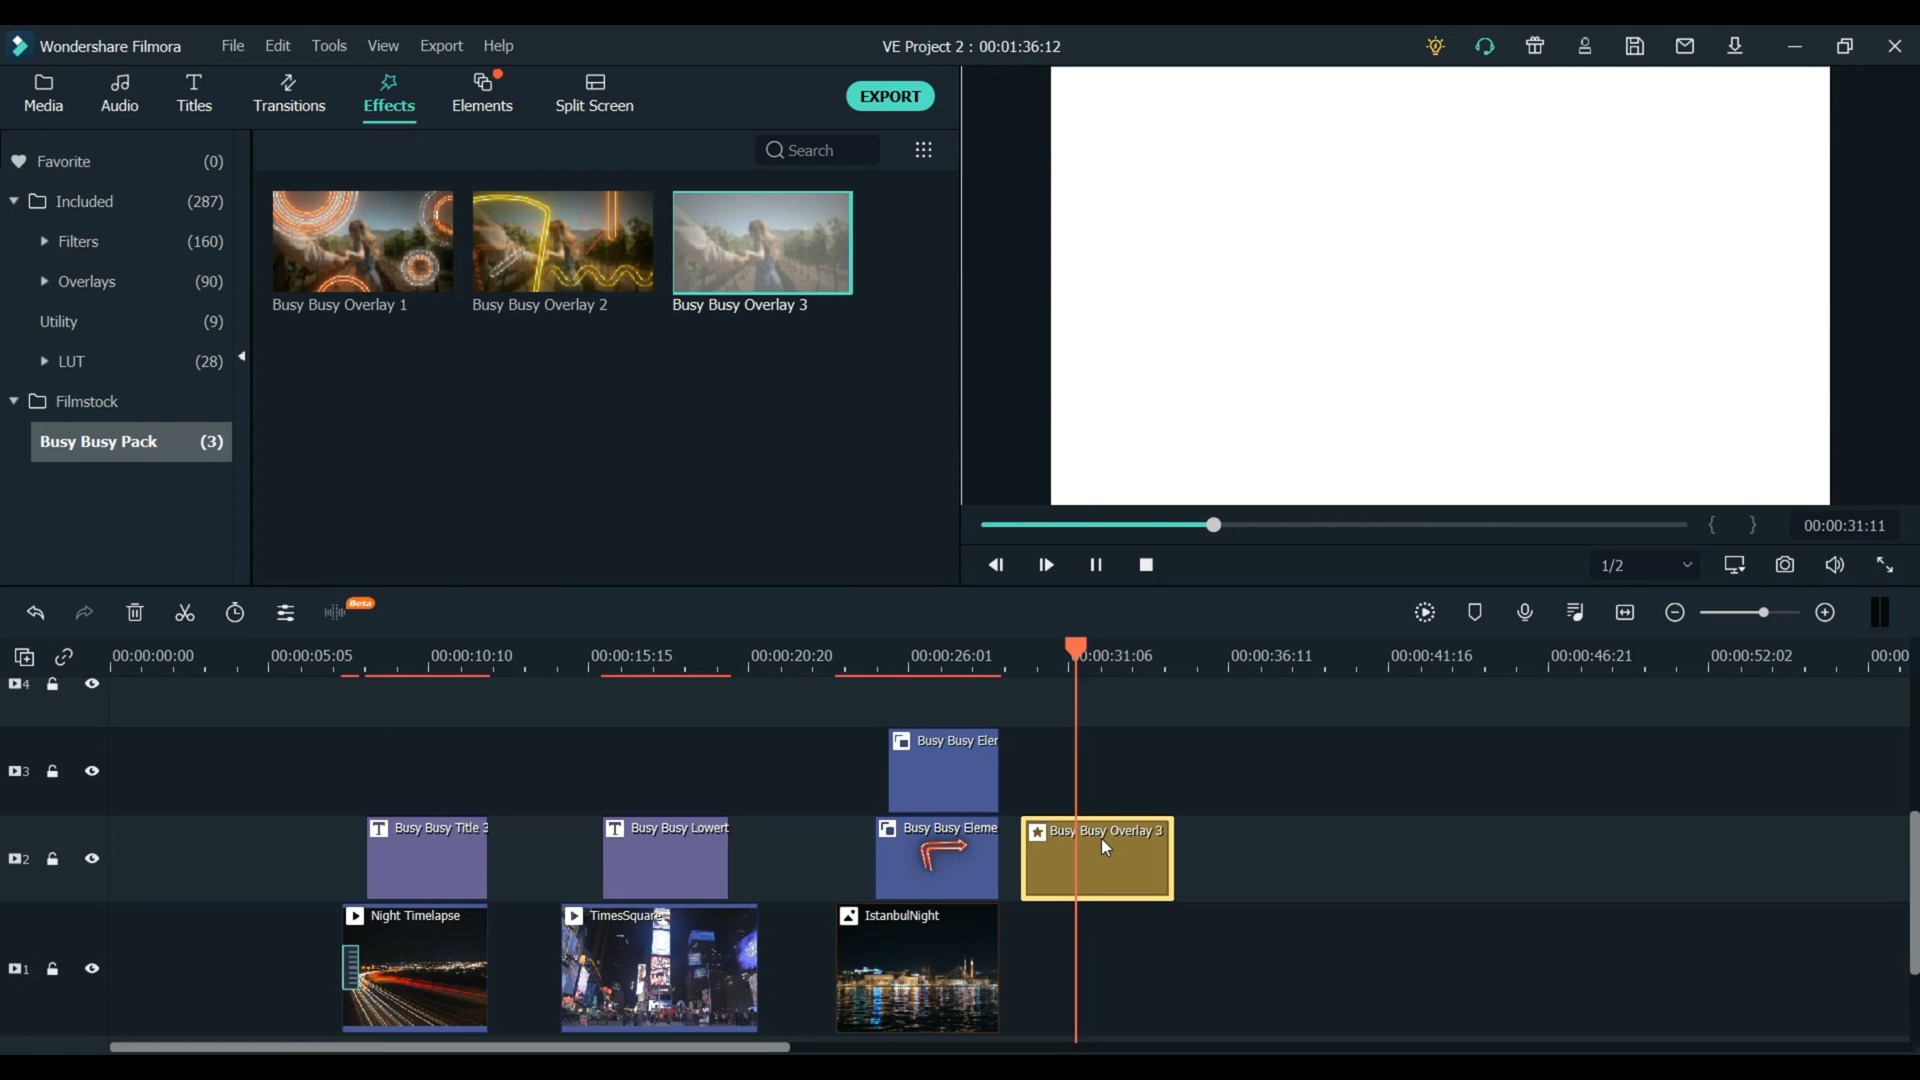 Wondershare Filmora File Edit Tools View Export Help VE Project 2 : 00:01:36:12
Media Audio Titles Transitions Effects Elements Split Screen EXPORT
Favorite (0)
Search
Included (287)
Filters (160)
Overlays (90)
Busy Busy Overlay 1 Busy Busy Overlay 2 Busy Busy Overlay 3
Utility (9)
LUT (28)
Filmstock
Busy Busy Pack (3)
00:00:31:11
1/2
Beta
00:00:00:00 00:00:05:05 00:00:10:10 00:00:15:15 00:00:20:20 00:00:26:01 00:00:31:06 00:00:36:11 00:00:41:16 00:00:46:21 00:00:52:02 00:00
4
Busy Busy Eler
3
Busy Busy Title 3 Busy Busy Lowert Busy Busy Eleme Busy Busy Overlay 3
2
Night Timelapse TimesSquare IstanbulNight
1